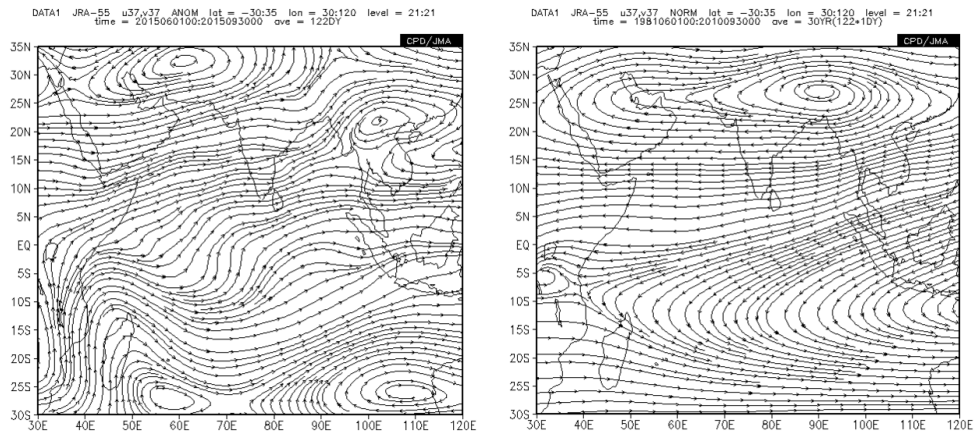 DATA1 JRA-55 u37,v37 ANOM lat = -30:35 lon = 30:120 level = 21:21
time = 2015060100:2015093000 ave = 122DY
CPD/JMA
35N
30N
25N
20N
15N
10N
5N
EQ
5S
10S
15S
20S
25S
30S
30E 40E 50E 60E 70E 80E 90E 100E 110E 120E
DATA1 JRA-55 u37,v37 NORM lat = -30:35 lon = 30:120 level = 21:21
time = 1981060100:2010093000 ave = 30YR(122*1DY)
CPD/JMA
35N
30N
25N
20N
15N
10N
5N
EQ
5S
10S
15S
20S
25S
30S
30E 40E 50E 60E 70E 80E 90E 100E 110E 120E